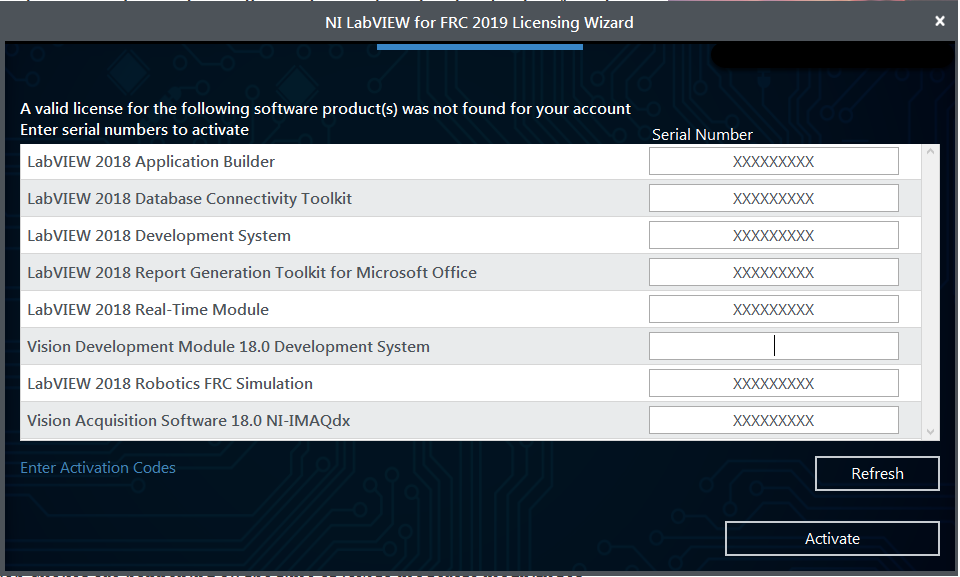 NI LabVIEW for FRC 2019 Licensing Wizard
A valid license for the following software product(s) was not found for your account
Enter serial numbers to activate
Serial Number
LabVIEW 2018 Application Builder XXXXXXXXX
LabVIEW 2018 Database Connectivity Toolkit XXXXXXXXX
LabVIEW 2018 Development System XXXXXXXXX
LabVIEW 2018 Report Generation Toolkit for Microsoft Office XXXXXXXXX
LabVIEW 2018 Real-Time Module XXXXXXXXX
Vision Development Module 18.0 Development System
LabVIEW 2018 Robotics FRC Simulation XXXXXXXXX
Vision Acquisition Software 18.0 NI-IMAQdx XXXXXXXXX
Enter Activation Codes
Refresh
Activate